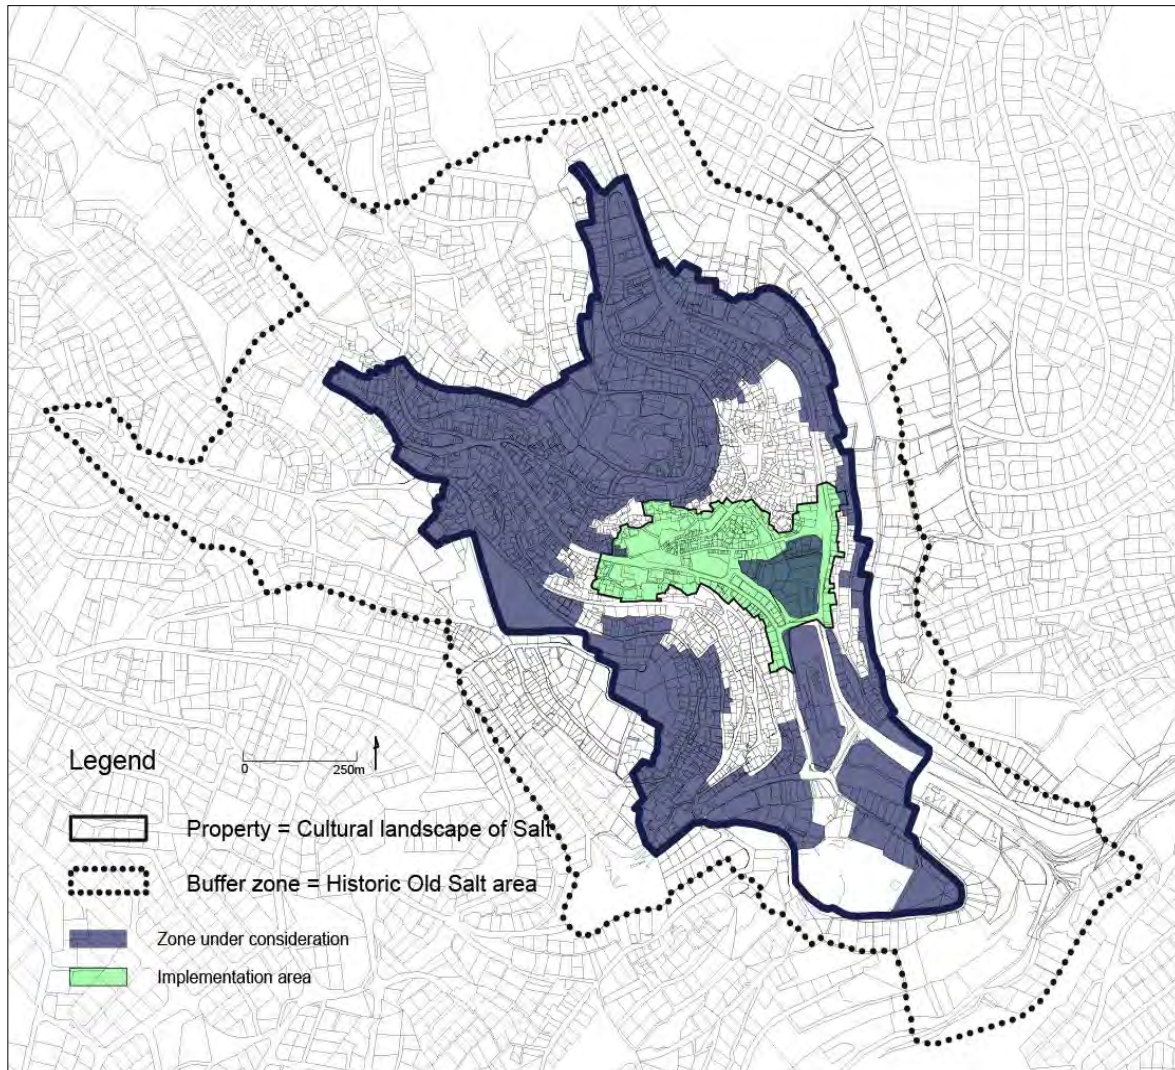 Legend
0 250m
Property = Cultural landscape of Salt
Buffer zone = Historic Old Salt area
Zone under consideration
Implementation area